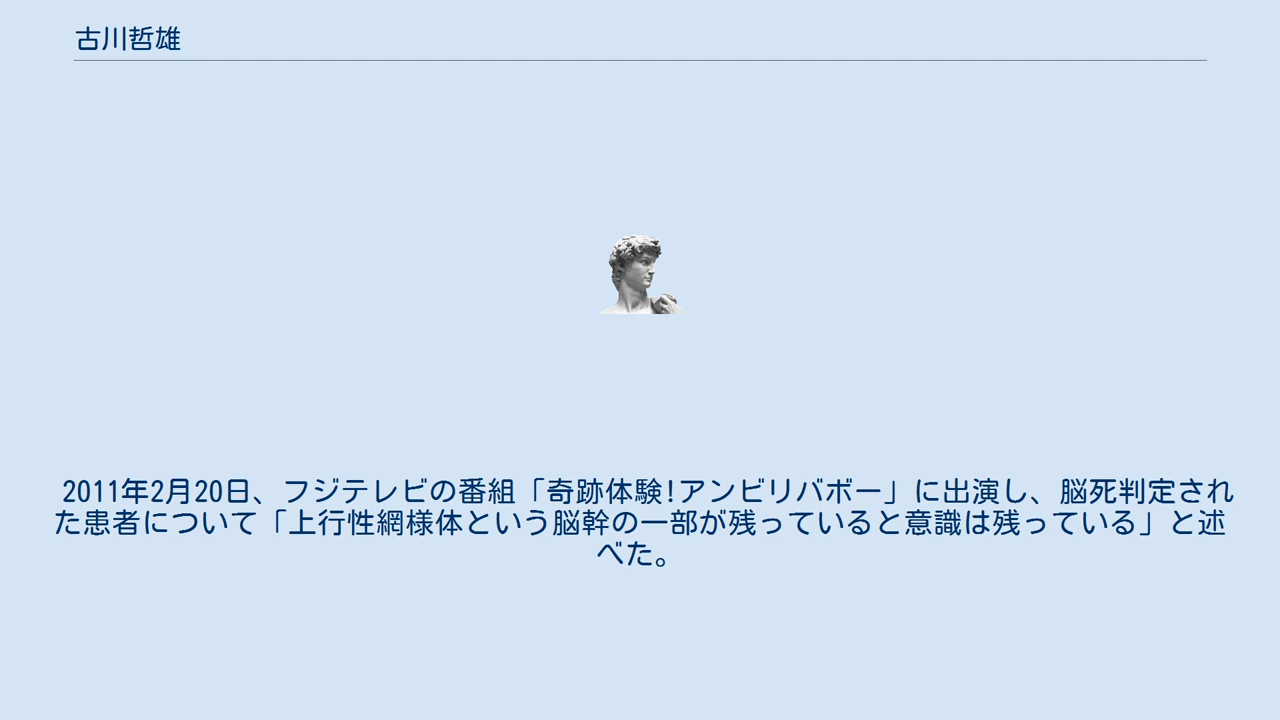 古川哲雄
2011年2月20日、フジテレビの番組「奇跡体験!アンビリバボー」に出演し、脳死判定され
た患者について「上行性網様体という脳幹の一部が残っていると意識は残っている」と述
べた。